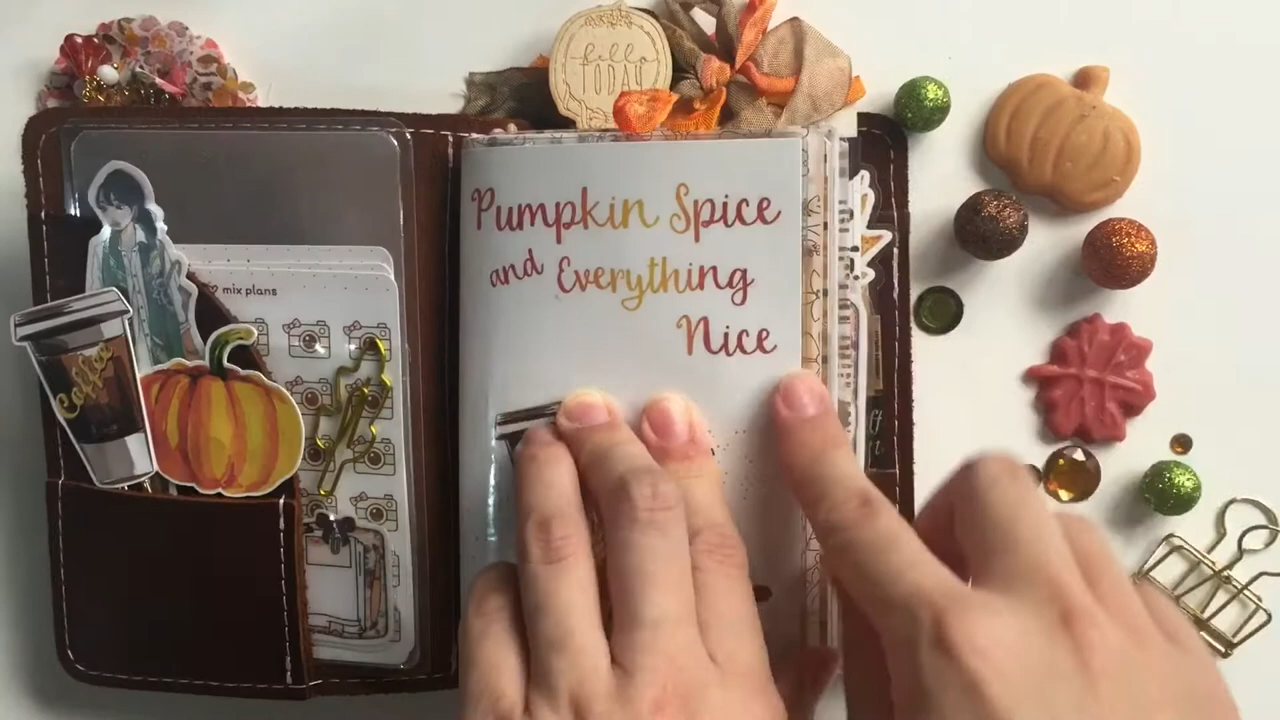 hello
TODAY
mix plans
Coffee
Pumpkin Spice
and Everything
Nice